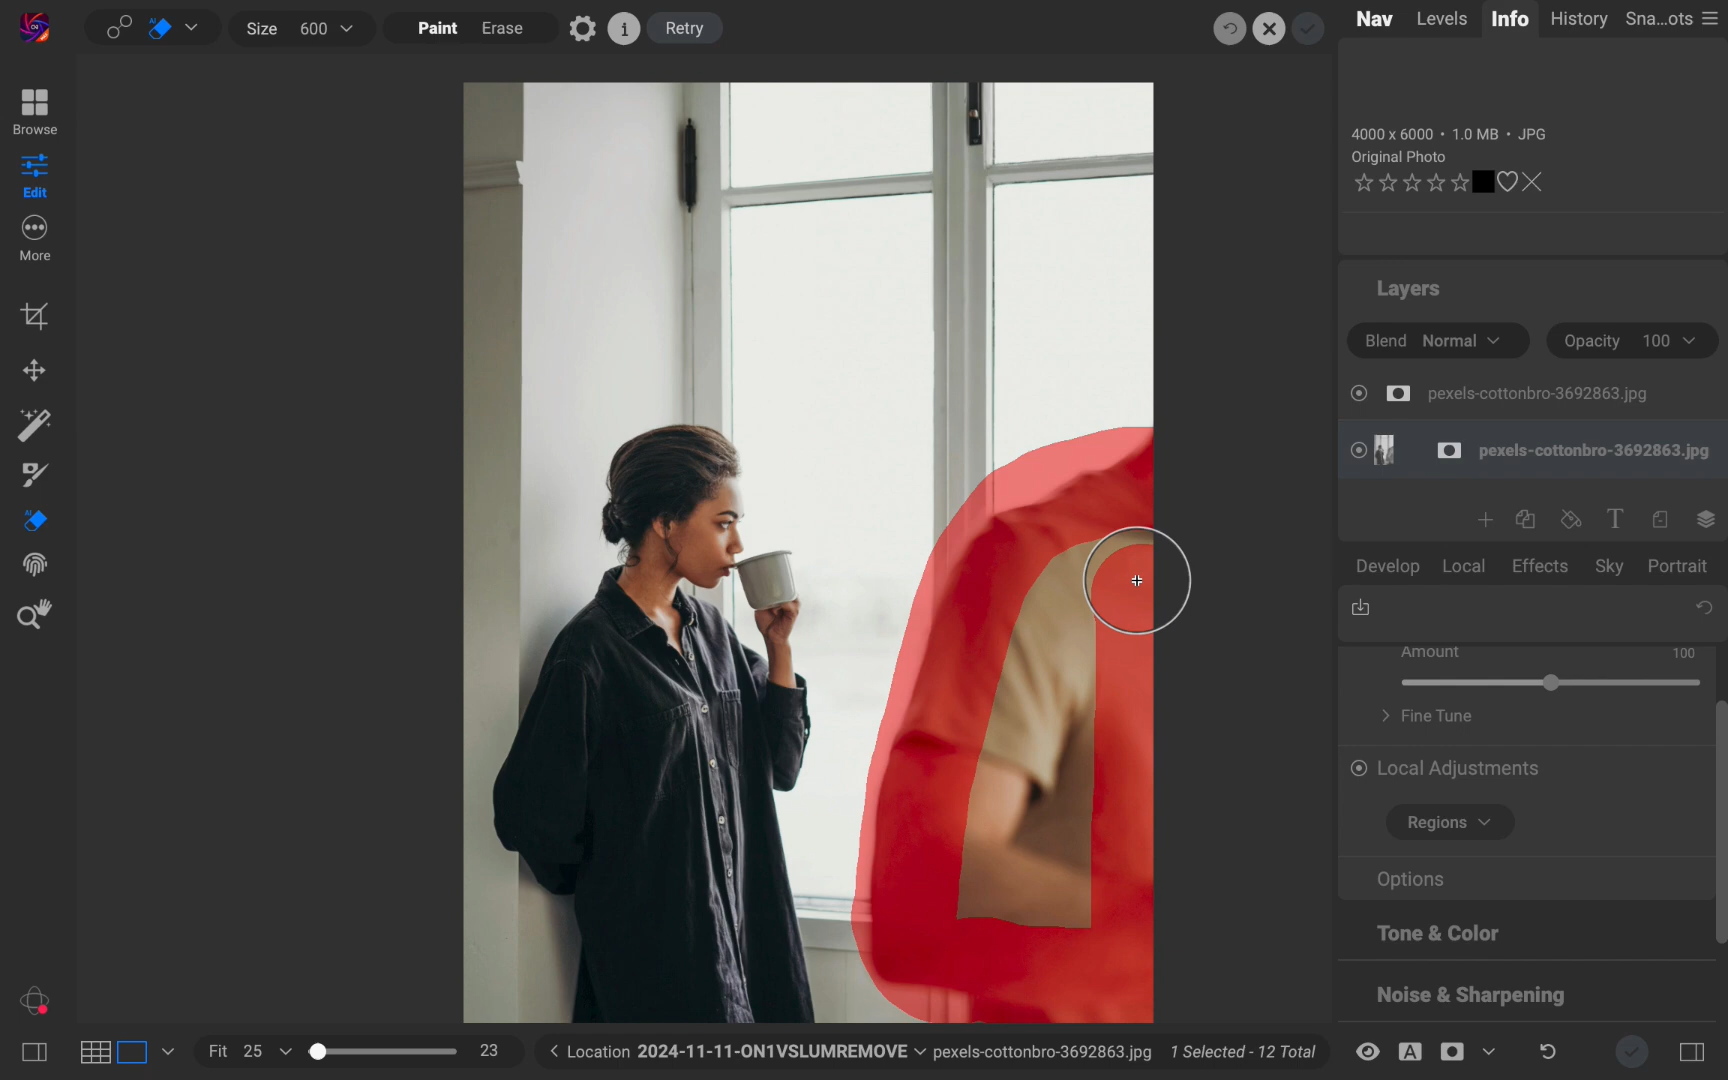 Size 600
Paint Erase
Retry
Nav Levels Info History Sna...ots
Browse
Edit
More
4000 x 6000 • 1.0 MB • JPG
Original Photo
Layers
Blend Normal
Opacity 100
pexels-cottonbro-3692863.jpg
pexels-cottonbro-3692863.jpg
Develop Local Effects Sky Portrait
Amount 100
Fine Tune
Local Adjustments
Regions
Options
Tone & Color
Noise & Sharpening
Fit 25 23 Location 2024-11-11-ON1VSLUMREMOVE pexels-cottonbro-3692863.jpg 1 Selected - 12 Total A